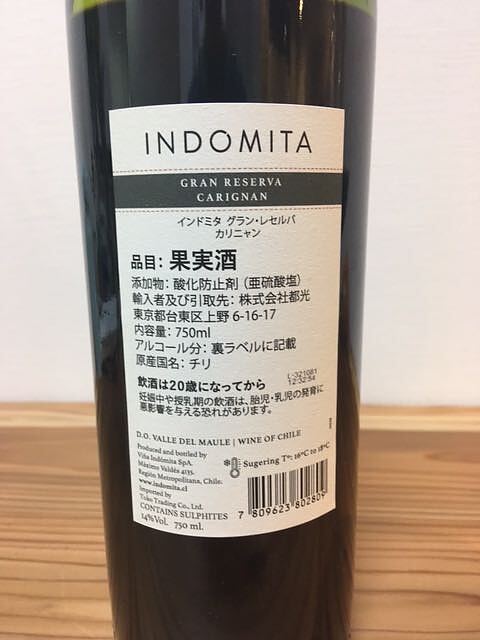 INDOMITA
GRAN RESERVA
CARIGNAN
インドミタ グラン・レセルバ
カリニャン
品目: 果実酒
添加物: 酸化防止剤（亜硫酸塩）
輸入者及び引取先: 株式会社都光
東京都台東区上野 6-16-17
内容量: 750ml
アルコール分: 裏ラベルに記載
原産国名: チリ
L-321081
12:32:54
飲酒は20歳になってから
妊娠中や授乳期の飲酒は、胎児・乳児の発育に
悪影響を与える恐れがあります。
D.O. VALLE DEL MAULE | WINE OF CHILE
Produced and bottled by
Viña Indómita SpA.
Máximo Valdés 4135.
Región Metropolitana, Chile.
www.indomita.cl
Imported by
Toko Trading Co., Ltd.
CONTAINS SULPHITES
14%Vol. 750 ml.
Sugering Tº: 16ºC to 18ºC
7 809623 802809